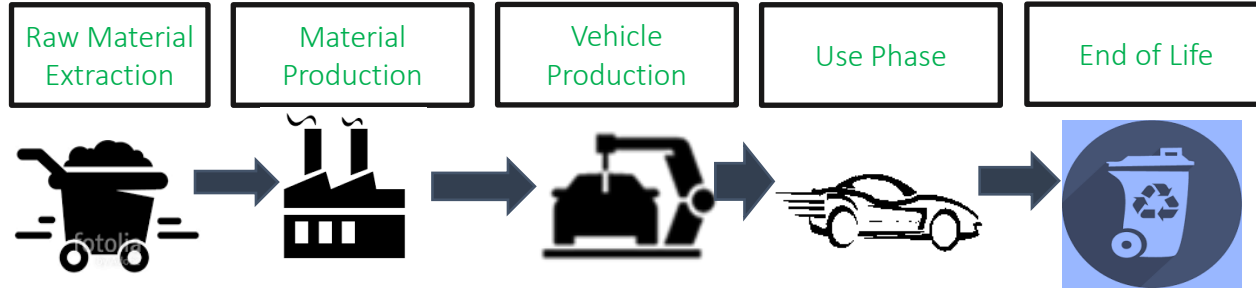 Raw Material
Extraction
Material
Production
Vehicle
Production
Use Phase
End of Life
fotolia